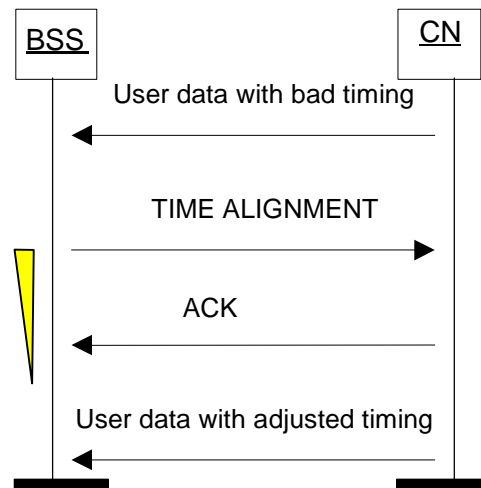 BSS
CN
User data with bad timing
TIME ALIGNMENT
ACK
User data with adjusted timing